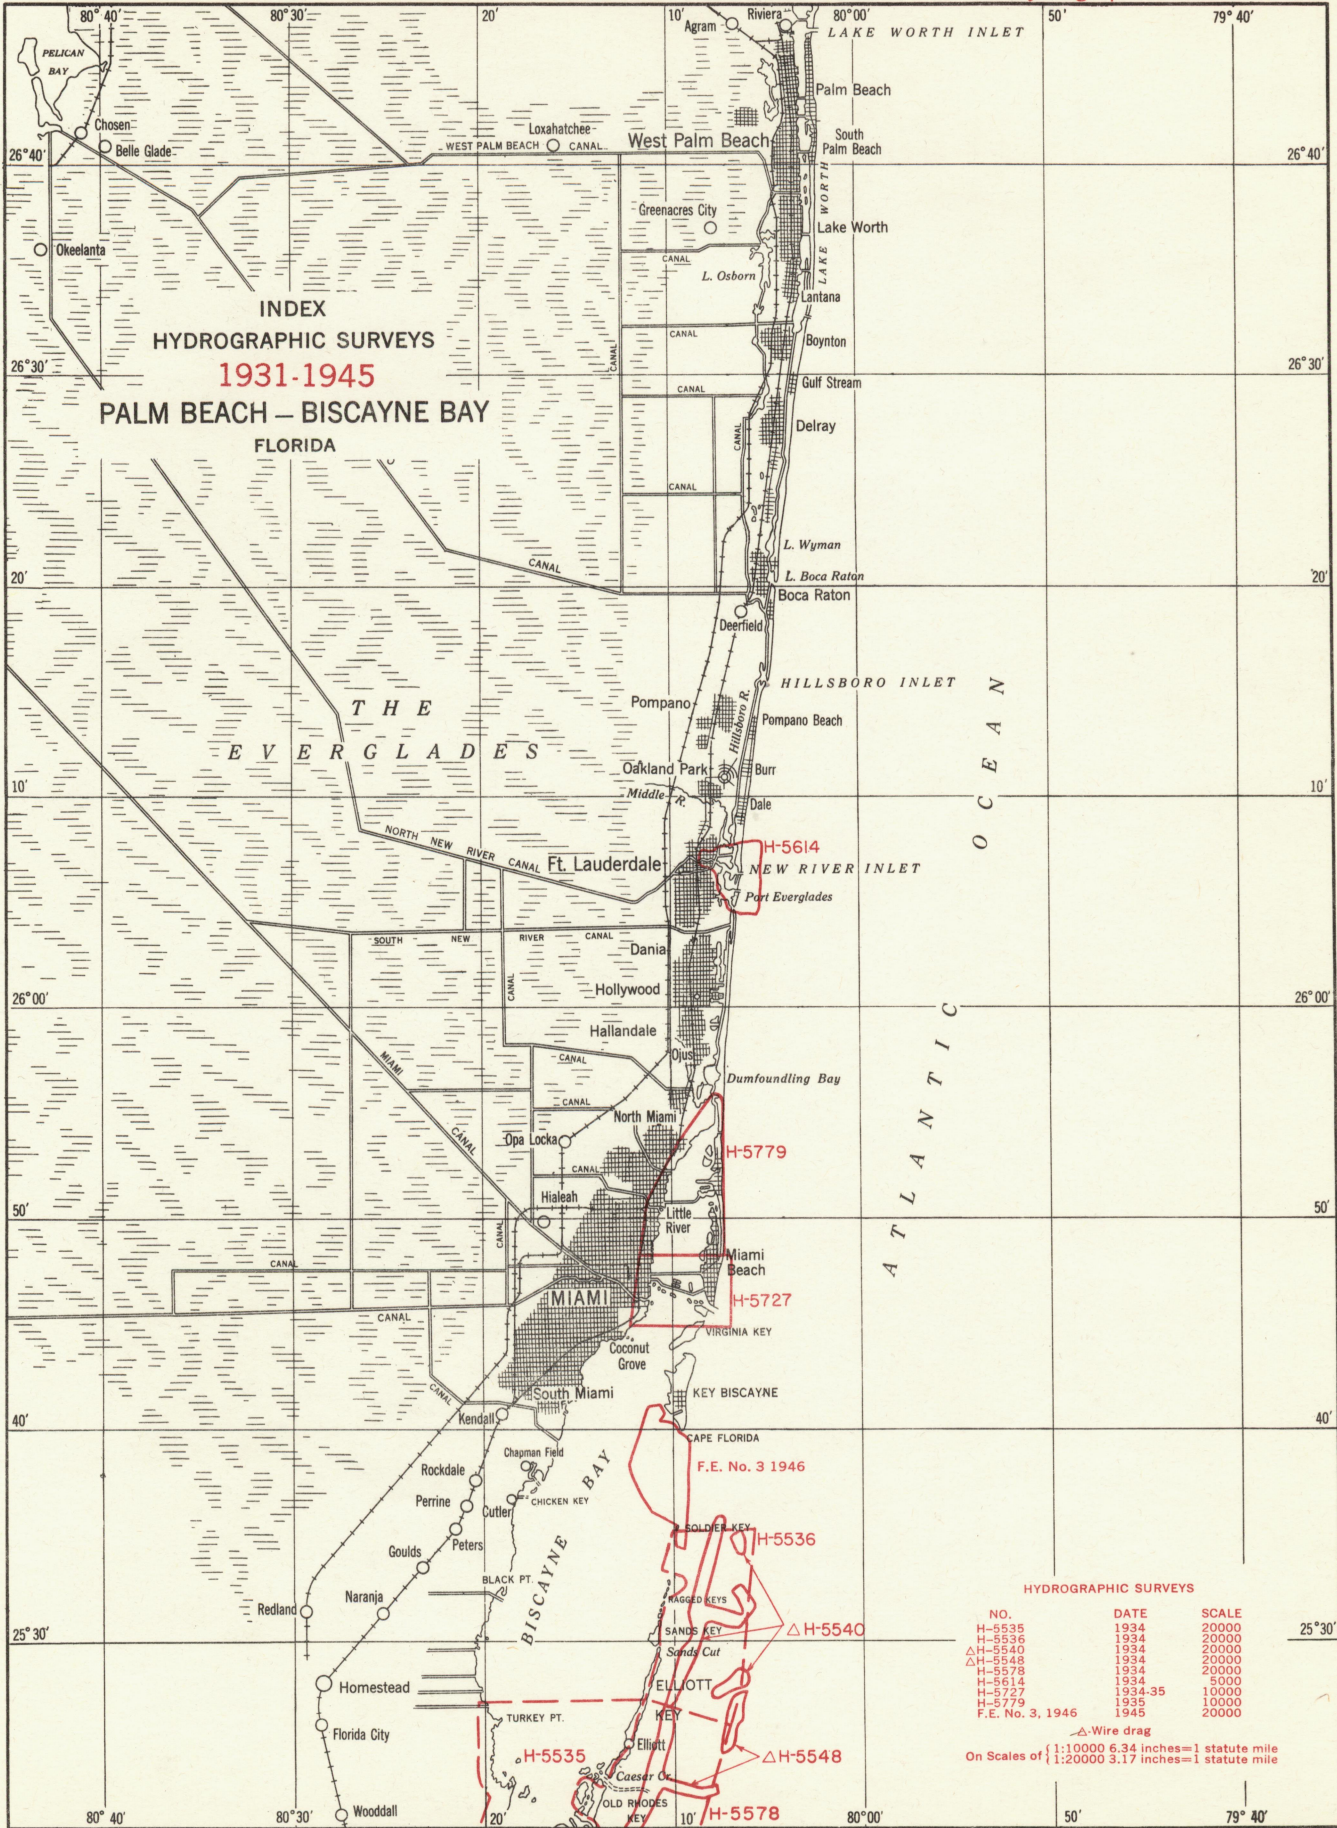 80° 40'
80° 30'
20'
10'
80° 00'
50'
79° 40'
Agram
Riviera
LAKE WORTH INLET
PELICAN
BAY
Palm Beach
Chosen
Belle Glade
Loxahatchee
WEST PALM BEACH CANAL
West Palm Beach
South
Palm Beach
26° 40'
26° 40'
LAKE WORTH
Greenacres City
Lake Worth
Okeelanta
CANAL
L. Osborn
Lantana
INDEX
HYDROGRAPHIC SURVEYS
1931-1945
PALM BEACH — BISCAYNE BAY
FLORIDA
CANAL
CANAL
Boynton
26° 30'
26° 30'
Gulf Stream
CANAL
Delray
CANAL
CANAL
L. Wyman
CANAL
L. Boca Raton
20'
20'
Boca Raton
Deerfield
HILLSBORO INLET
THE
EVERGLADES
Pompano
Hillsboro R.
Pompano Beach
Oakland Park
Burr
Middle R.
Dale
10'
10'
ATLANTIC OCEAN
NORTH NEW RIVER CANAL
Ft. Lauderdale
H-5614
NEW RIVER INLET
Port Everglades
SOUTH NEW RIVER CANAL
Dania
CANAL
Hollywood
26° 00'
26° 00'
Hallandale
Ojus
CANAL
MIAMI CANAL
Dumfoundling Bay
CANAL
North Miami
Opa Locka
H-5779
CANAL
Hialeah
Little
River
50'
50'
CANAL
Miami
Beach
CANAL
MIAMI
H-5727
CANAL
VIRGINIA KEY
Coconut
Grove
CANAL
South Miami
KEY BISCAYNE
Kendall
40'
40'
CAPE FLORIDA
Chapman Field
F.E. No. 3 1946
Rockdale
Perrine
Cutler
CHICKEN KEY
BISCAYNE BAY
SOLDIER KEY
H-5536
Peters
Goulds
BLACK PT.
Naranja
RAGGED KEYS
Redland
SANDS KEY
△ H-5540
25° 30'
25° 30'
Sands Cut
Homestead
ELLIOTT
KEY
TURKEY PT.
Florida City
Elliott
H-5535
△H-5548
Caesar Cr.
OLD RHODES
KEY
H-5578
Wooddall
HYDROGRAPHIC SURVEYS
NO. DATE SCALE
H-5535 1934 20000
H-5536 1934 20000
△H-5540 1934 20000
△H-5548 1934 20000
H-5578 1934 20000
H-5614 1934 5000
H-5727 1934-35 10000
H-5779 1935 10000
F.E. No. 3, 1946 1945 20000
△-Wire drag
On Scales of { 1:10000 6.34 inches=1 statute mile
{ 1:20000 3.17 inches=1 statute mile
80° 40'
80° 30'
20'
10'
80° 00'
50'
79° 40'